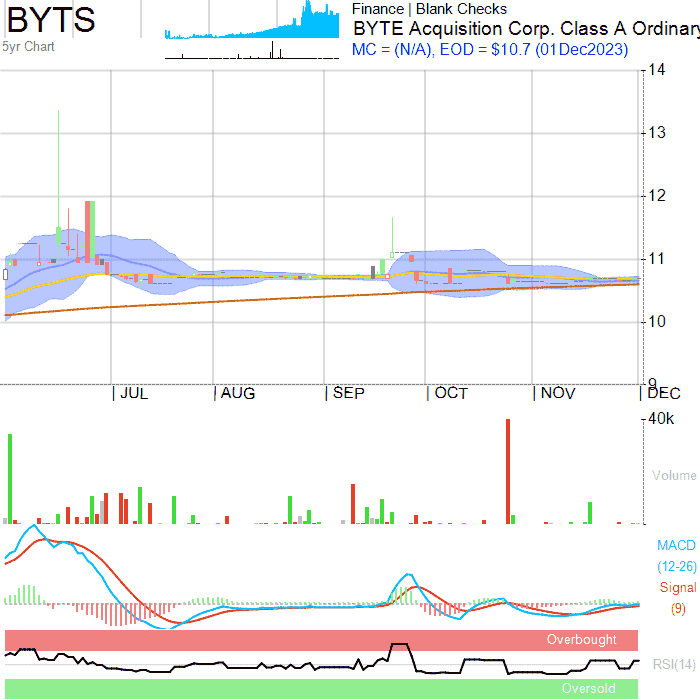 BYTS
5yr Chart
Finance | Blank Checks
BYTE Acquisition Corp. Class A Ordinary
MC = (N/A), EOD = $10.7 (01Dec2023)
14
13
12
11
10
9
JUL
AUG
SEP
OCT
NOV
DEC
40k
Volume
MACD
(12-26)
Signal
(9)
Overbought
RSI(14)
Oversold